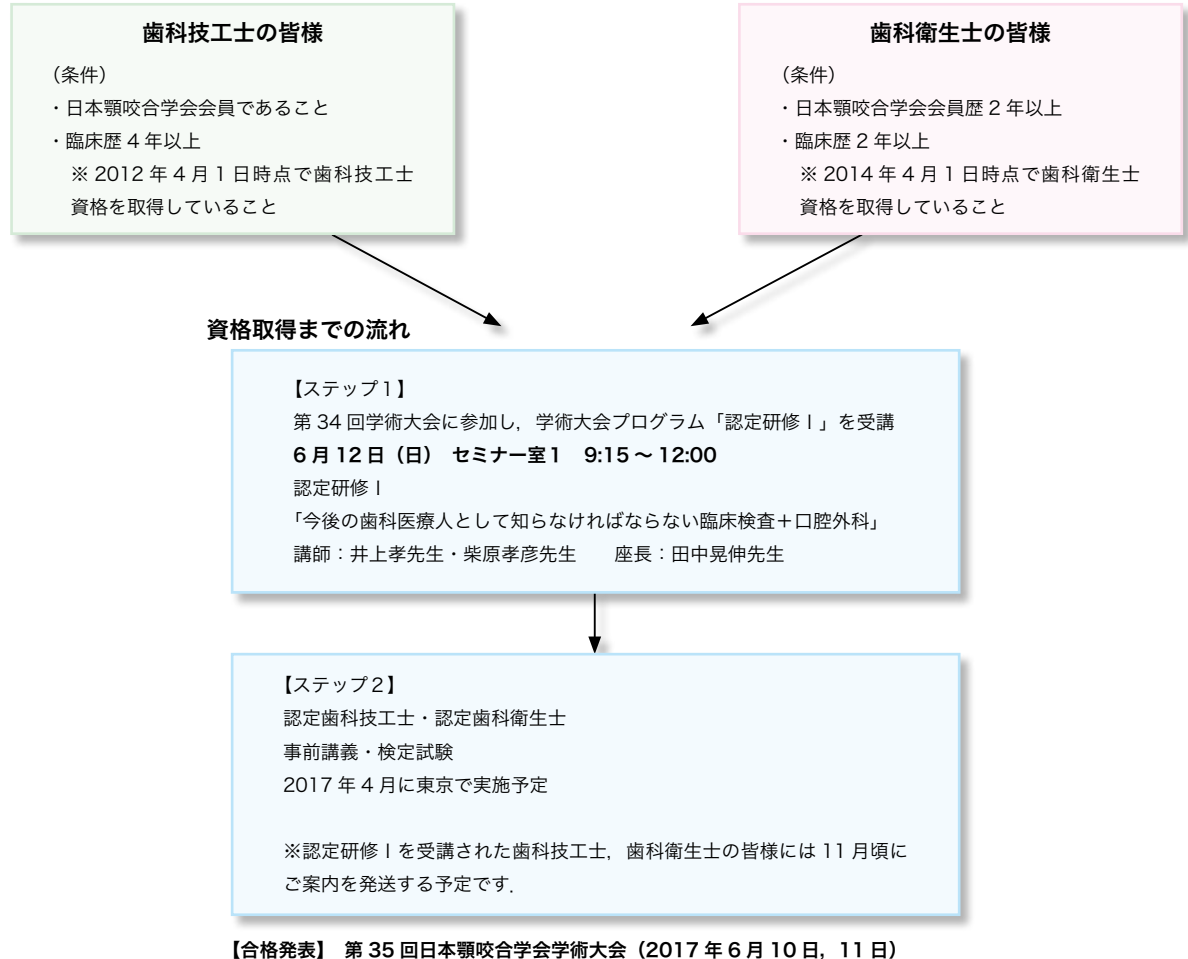 歯科技工士の皆様
（条件）
・日本顎咬合学会会員であること
・臨床歴 4 年以上
※ 2012 年 4 月 1 日時点で歯科技工士
資格を取得していること
歯科衛生士の皆様
（条件）
・日本顎咬合学会会員歴 2 年以上
・臨床歴 2 年以上
※ 2014 年 4 月 1 日時点で歯科衛生士
資格を取得していること
資格取得までの流れ
【ステップ１】
第 34 回学術大会に参加し，学術大会プログラム「認定研修Ⅰ」を受講
6 月 12 日（日）　セミナー室１　9:15 ～ 12:00
認定研修Ⅰ
「今後の歯科医療人として知らなければならない臨床検査＋口腔外科」
講師：井上孝先生・柴原孝彦先生　　座長：田中晃伸先生
【ステップ２】
認定歯科技工士・認定歯科衛生士
事前講義・検定試験
2017 年 4 月に東京で実施予定
※認定研修Ⅰを受講された歯科技工士，歯科衛生士の皆様には 11 月頃に
ご案内を発送する予定です．
【合格発表】　第 35 回日本顎咬合学会学術大会（2017 年 6 月 10 日，11 日）